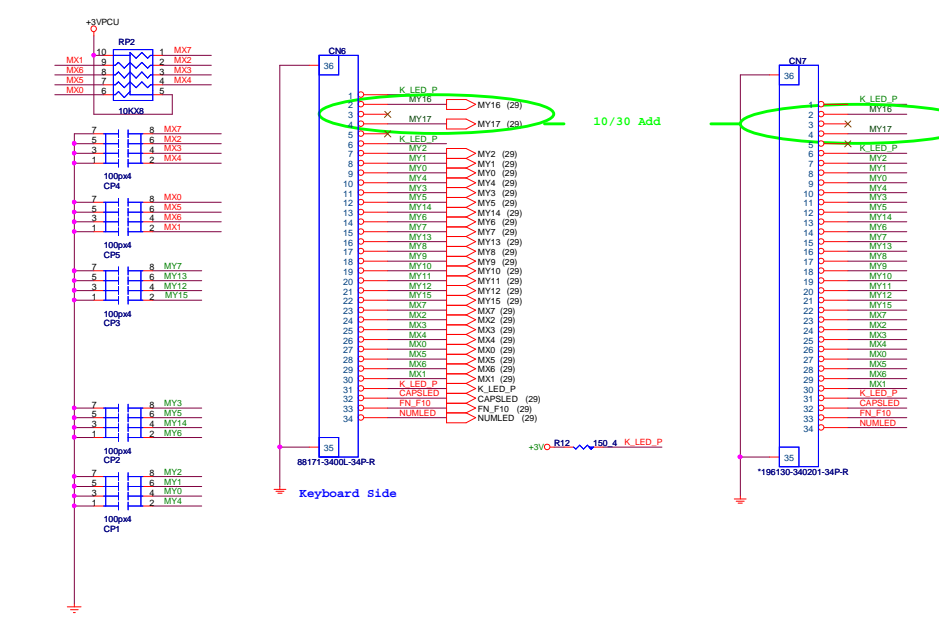 +3VPCU
RP2
10 1 MX7
MX1 9 2 MX2
MX6 8 3 MX3
MX5 7 4 MX4
MX0 6 5
10KX8
7 8 MX7
5 6 MX2
3 4 MX3
1 2 MX4
100px4
CP4
7 8 MX0
5 6 MX5
3 4 MX6
1 2 MX1
100px4
CP5
7 8 MY7
5 6 MY13
3 4 MY12
1 2 MY15
100px4
CP3
7 8 MY3
5 6 MY5
3 4 MY14
1 2 MY6
100px4
CP2
7 8 MY2
5 6 MY1
3 4 MY0
1 2 MY4
100px4
CP1
CN6
36
1 K_LED_P
2 MY16 MY16 (29)
3
4 MY17 MY17 (29)
5
6 K_LED_P
7 MY2 MY2 (29)
8 MY1 MY1 (29)
9 MY0 MY0 (29)
10 MY4 MY4 (29)
11 MY3 MY3 (29)
12 MY5 MY5 (29)
13 MY14 MY14 (29)
14 MY6 MY6 (29)
15 MY7 MY7 (29)
16 MY13 MY13 (29)
17 MY8 MY8 (29)
18 MY9 MY9 (29)
19 MY10 MY10 (29)
20 MY11 MY11 (29)
21 MY12 MY12 (29)
22 MY15 MY15 (29)
23 MX7 MX7 (29)
24 MX2 MX2 (29)
25 MX3 MX3 (29)
26 MX4 MX4 (29)
27 MX0 MX0 (29)
28 MX5 MX5 (29)
29 MX6 MX6 (29)
30 MX1 MX1 (29)
31 K_LED_P K_LED_P
32 CAPSLED CAPSLED (29)
33 FN_F10 FN_F10 (29)
34 NUMLED NUMLED (29)
35
88171-3400L-34P-R
Keyboard Side
10/30 Add
+3V R12 150_4 K_LED_P
CN7
36
1 K_LED_P
2 MY16
3
4 MY17
5
6 K_LED_P
7 MY2
8 MY1
9 MY0
10 MY4
11 MY3
12 MY5
13 MY14
14 MY6
15 MY7
16 MY13
17 MY8
18 MY9
19 MY10
20 MY11
21 MY12
22 MY15
23 MX7
24 MX2
25 MX3
26 MX4
27 MX0
28 MX5
29 MX6
30 MX1
31 K_LED_P
32 CAPSLED
33 FN_F10
34 NUMLED
35
*196130-340201-34P-R